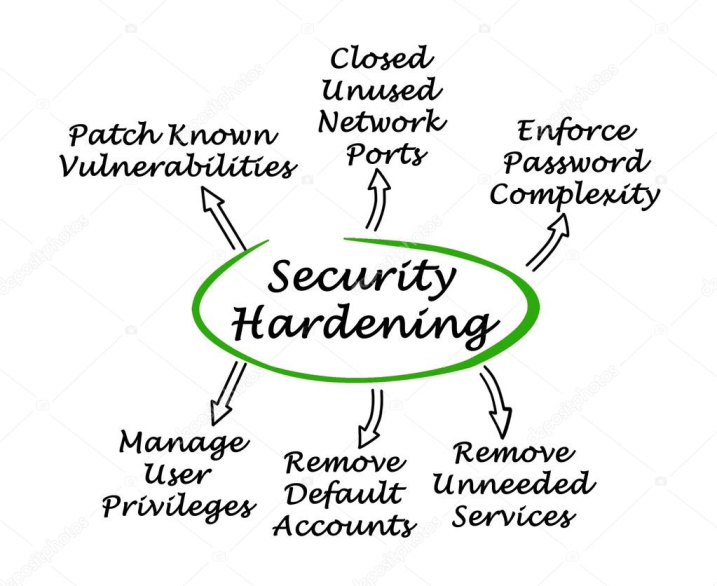 Closed
Unused
Network
Ports
Patch Known
Vulnerabilities
Enforce
Password
Complexity
Security
Hardening
Manage
User
Privileges
Remove
Default
Accounts
Remove
Unneeded
Services
depositphotos